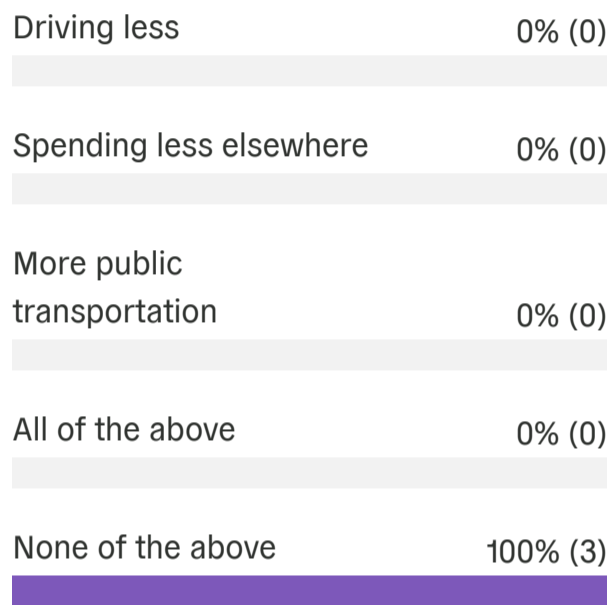 Driving less 0% (0)
Spending less elsewhere 0% (0)
More public
transportation 0% (0)
All of the above 0% (0)
None of the above 100% (3)